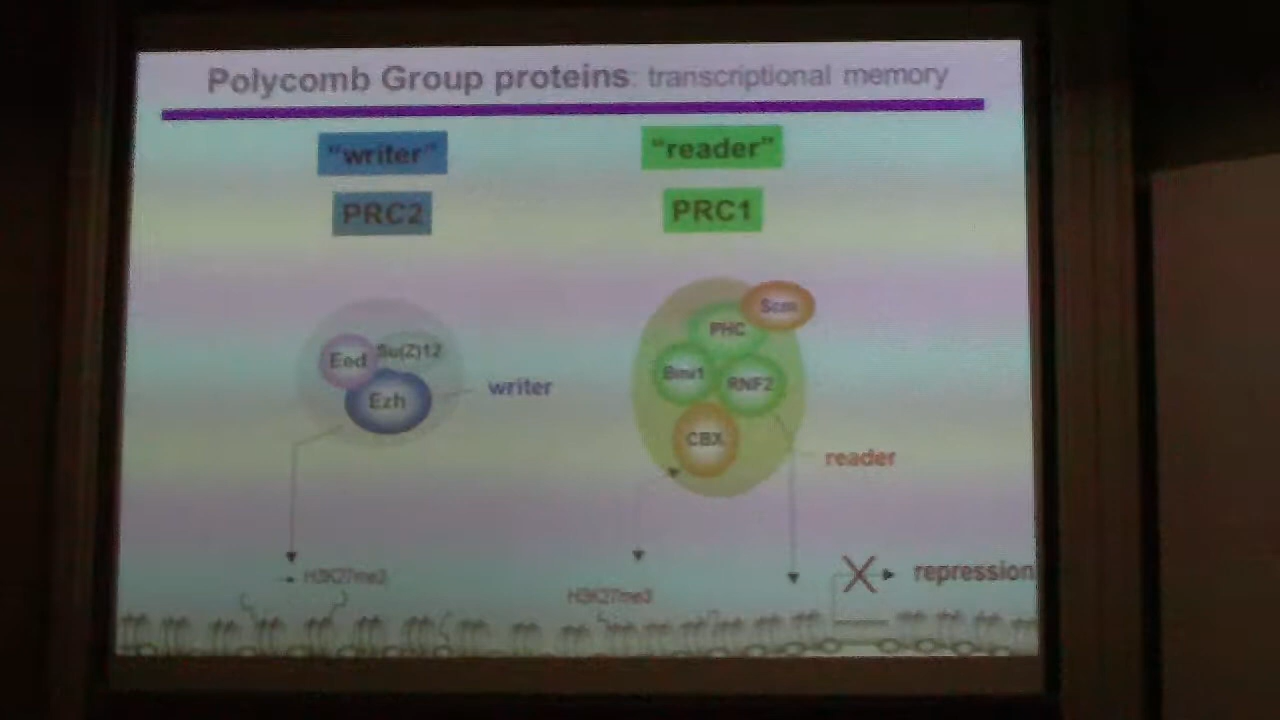 Polycomb Group proteins: transcriptional memory
“writer”
“reader”
PRC2
PRC1
Scm
PHC
Eed
Su(Z)12
Bmi1
RNF2
Ezh
writer
CBX
reader
H3K27me3
H3K27me3
repression